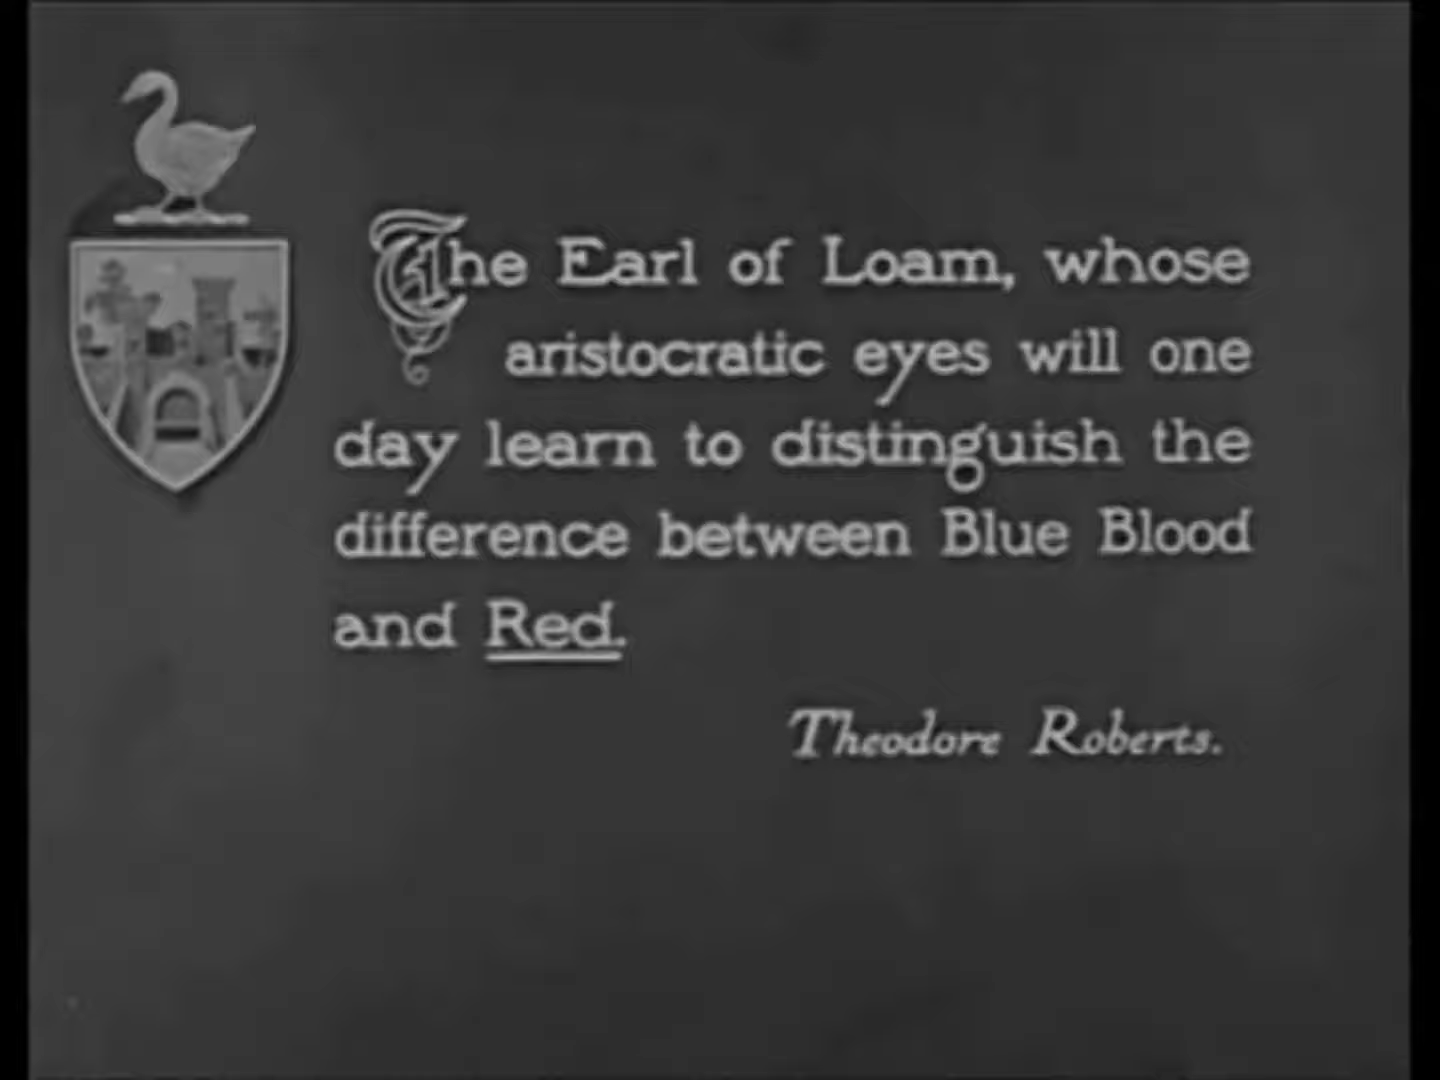 The Earl of Loam, whose
aristocratic eyes will one
day learn to distinguish the
difference between Blue Blood
and Red.
Theodore Roberts.